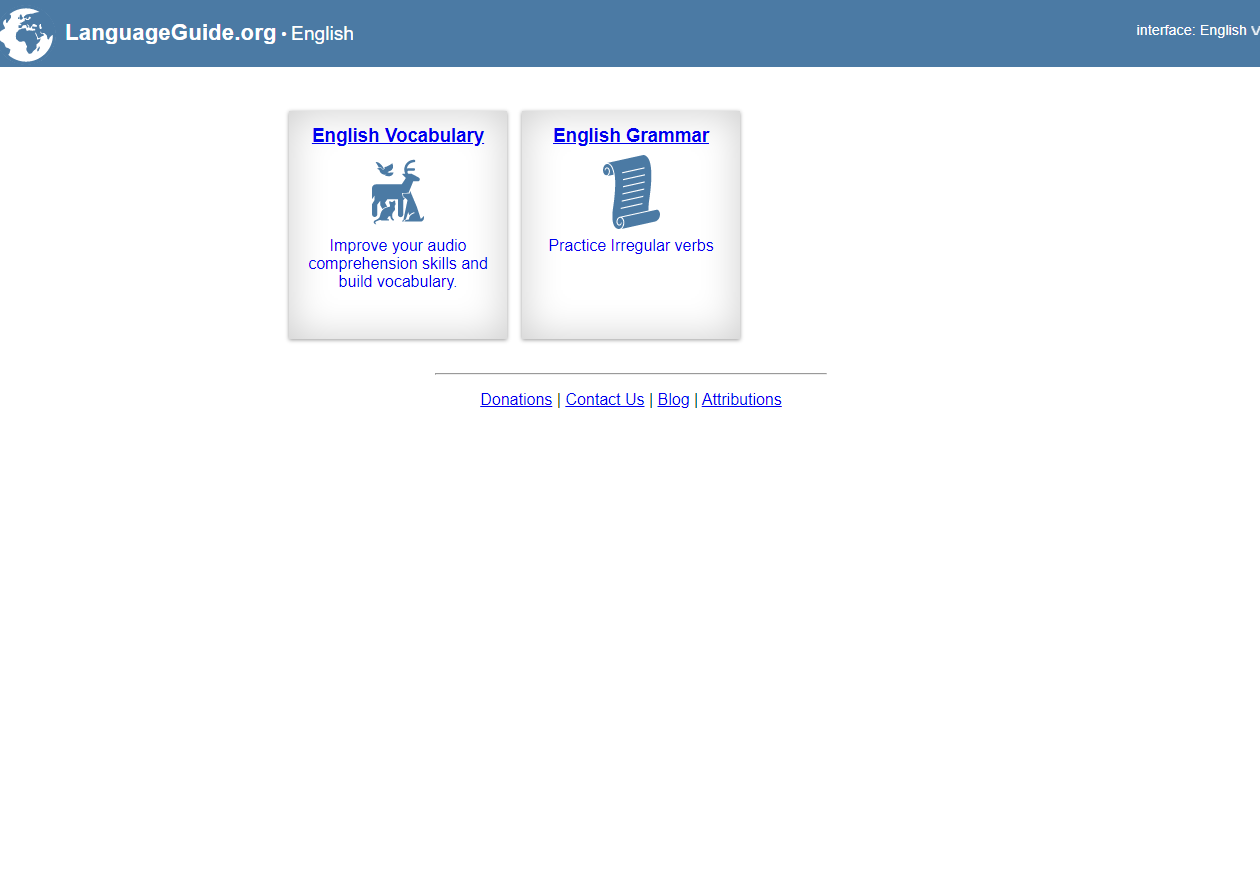 LanguageGuide.org • English
interface: English V
English Vocabulary
Improve your audio
comprehension skills and
build vocabulary.
English Grammar
Practice Irregular verbs
Donations | Contact Us | Blog | Attributions